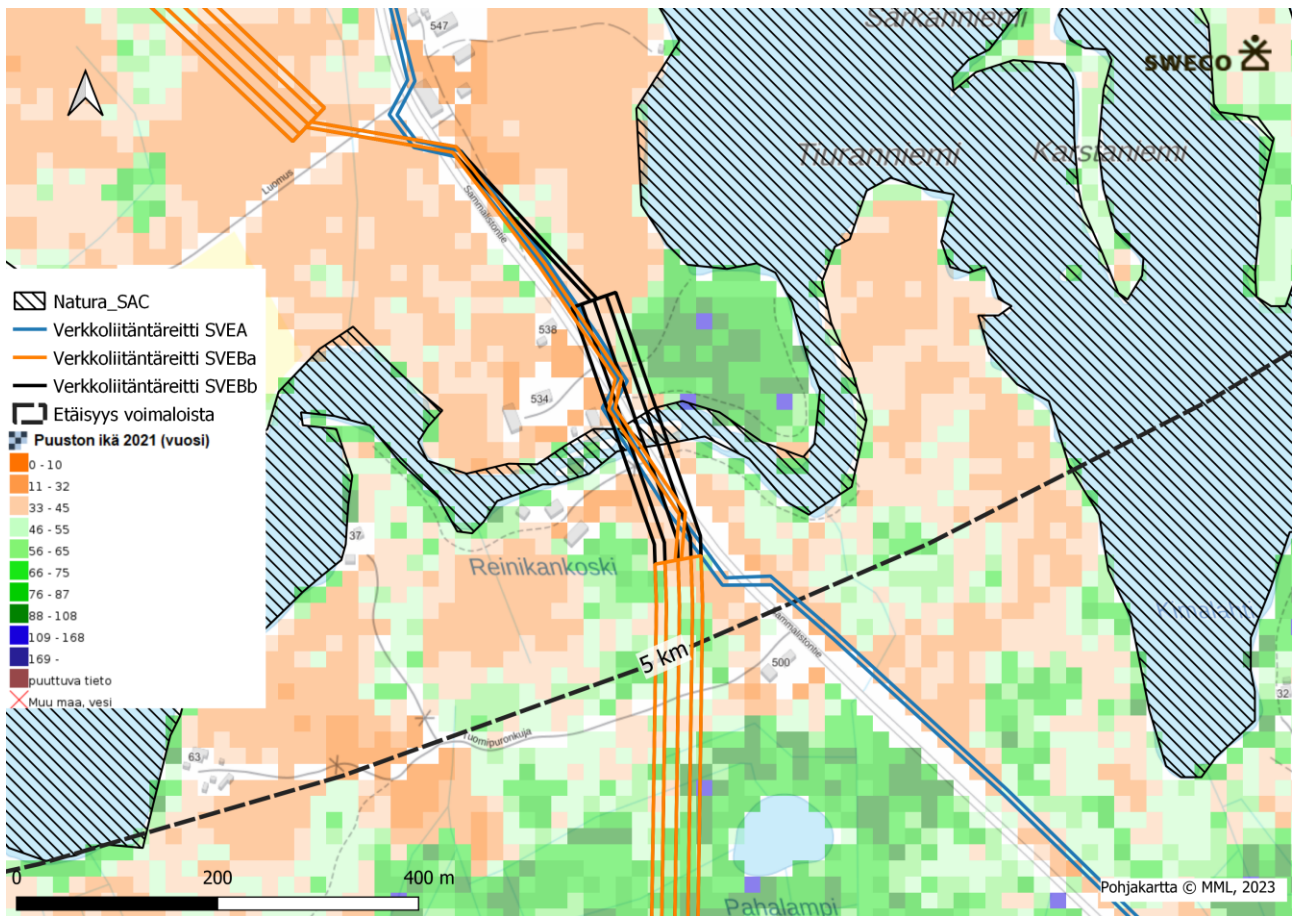 547
Särkänniemi
SWECO
Tiuranniemi
Karstaniemi
Luomus
Sammalistontie
Natura_SAC
Verkkoliitäntäreitti SVEA
Verkkoliitäntäreitti SVEBa
Verkkoliitäntäreitti SVEBb
Etäisyys voimaloista
Puuston ikä 2021 (vuosi)
0 - 10
11 - 32
33 - 45
46 - 55
56 - 65
66 - 75
76 - 87
88 - 108
109 - 168
169 -
puuttuva tieto
Muu maa, vesi
538
534
37
Reinikankoski
5 km
Sammalistontie
500
32
Tuomipuronkuja
63
0
200
400 m
Pahalampi
Pohjakartta © MML, 2023